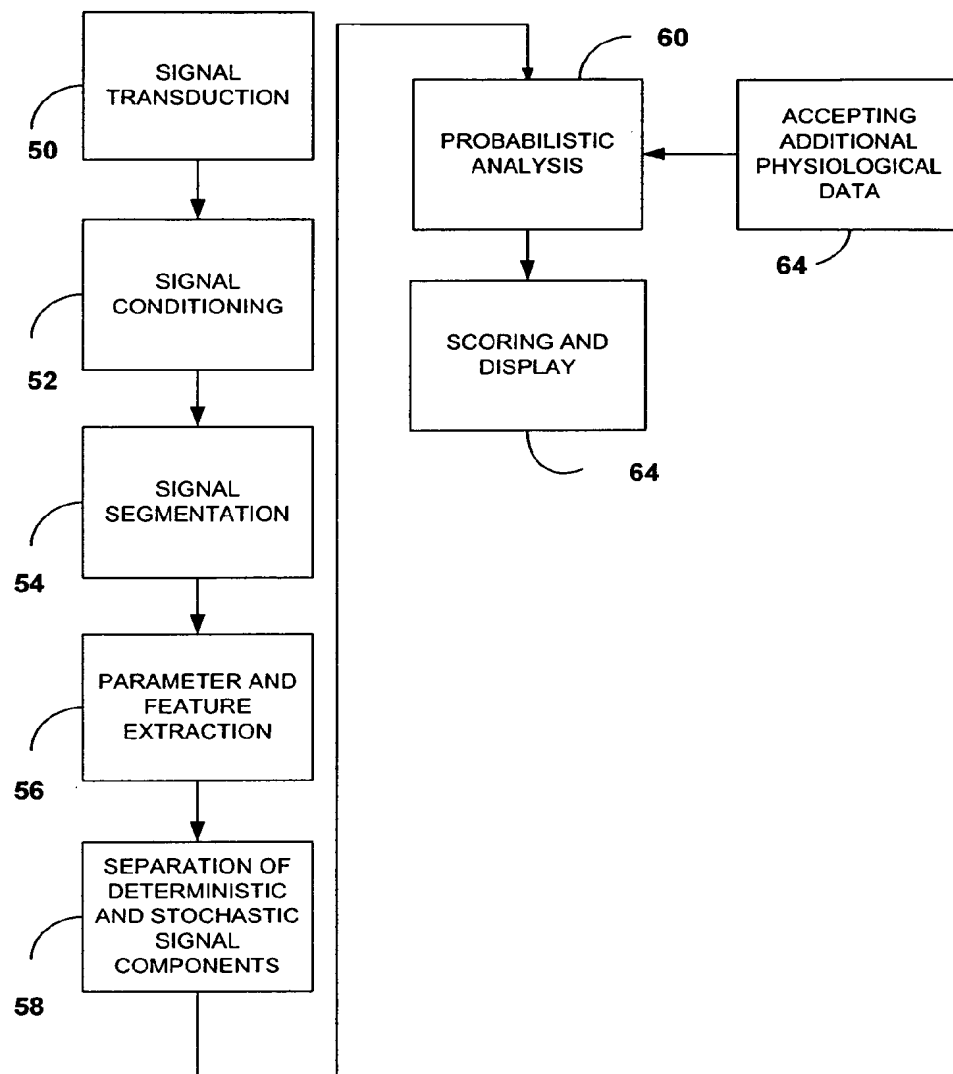 SIGNAL
TRANSDUCTION
50
SIGNAL
CONDITIONING
52
SIGNAL
SEGMENTATION
54
PARAMETER AND
FEATURE
EXTRACTION
56
SEPARATION OF
DETERMINISTIC
AND STOCHASTIC
SIGNAL
COMPONENTS
58
60
PROBABILISTIC
ANALYSIS
ACCEPTING
ADDITIONAL
PHYSIOLOGICAL
DATA
64
SCORING AND
DISPLAY
64